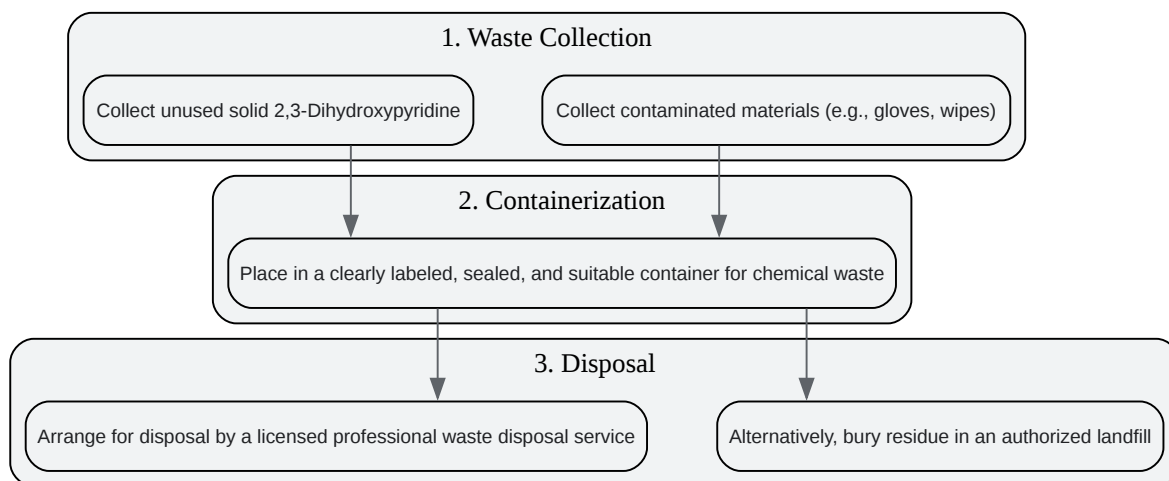 1. Waste Collection
Collect unused solid 2,3-Dihydroxypyridine
Collect contaminated materials (e.g., gloves, wipes)
2. Containerization
Place in a clearly labeled, sealed, and suitable container for chemical waste
3. Disposal
Arrange for disposal by a licensed professional waste disposal service
Alternatively, bury residue in an authorized landfill